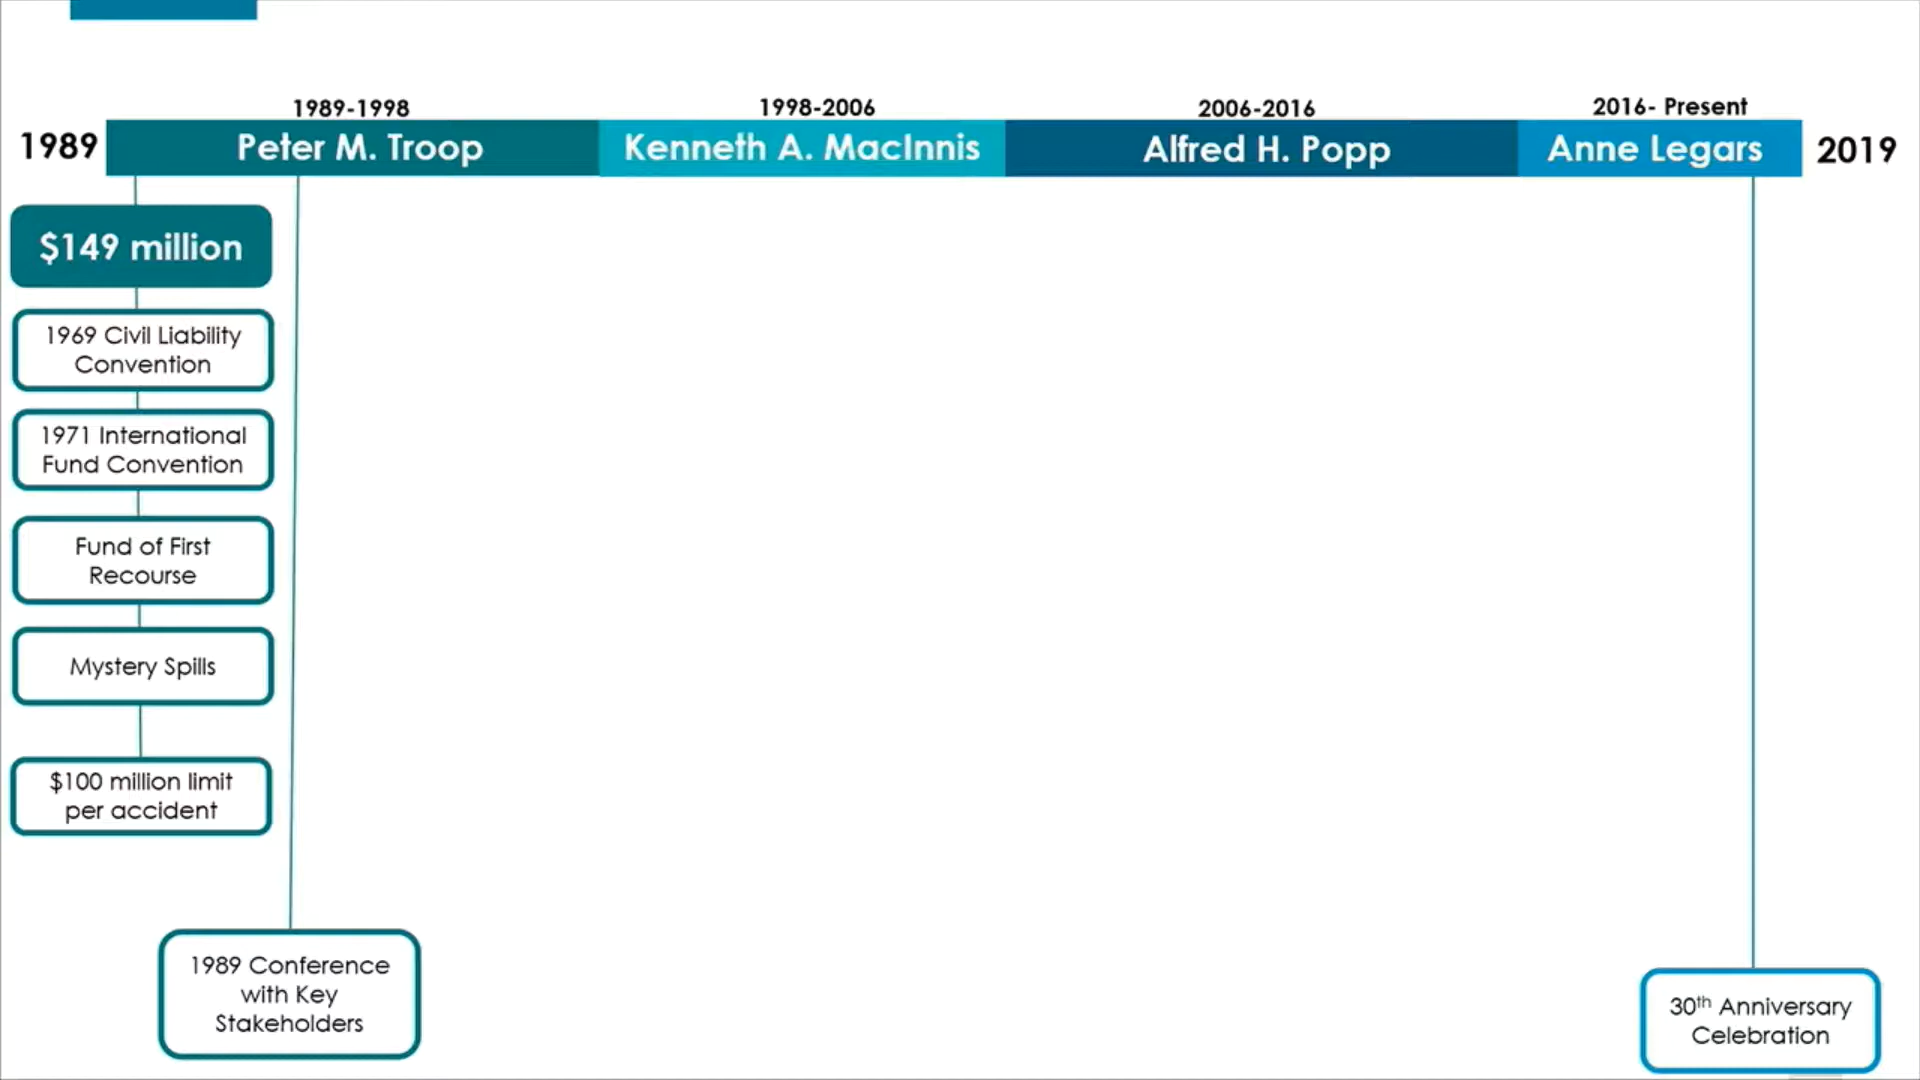 1989-1998
1998-2006
2006-2016
2016- Present
1989
Peter M. Troop
Kenneth A. MacInnis
Alfred H. Popp
Anne Legars
2019
$149 million
1969 Civil Liability
Convention
1971 International
Fund Convention
Fund of First
Recourse
Mystery Spills
$100 million limit
per accident
1989 Conference
with Key
Stakeholders
30th Anniversary
Celebration